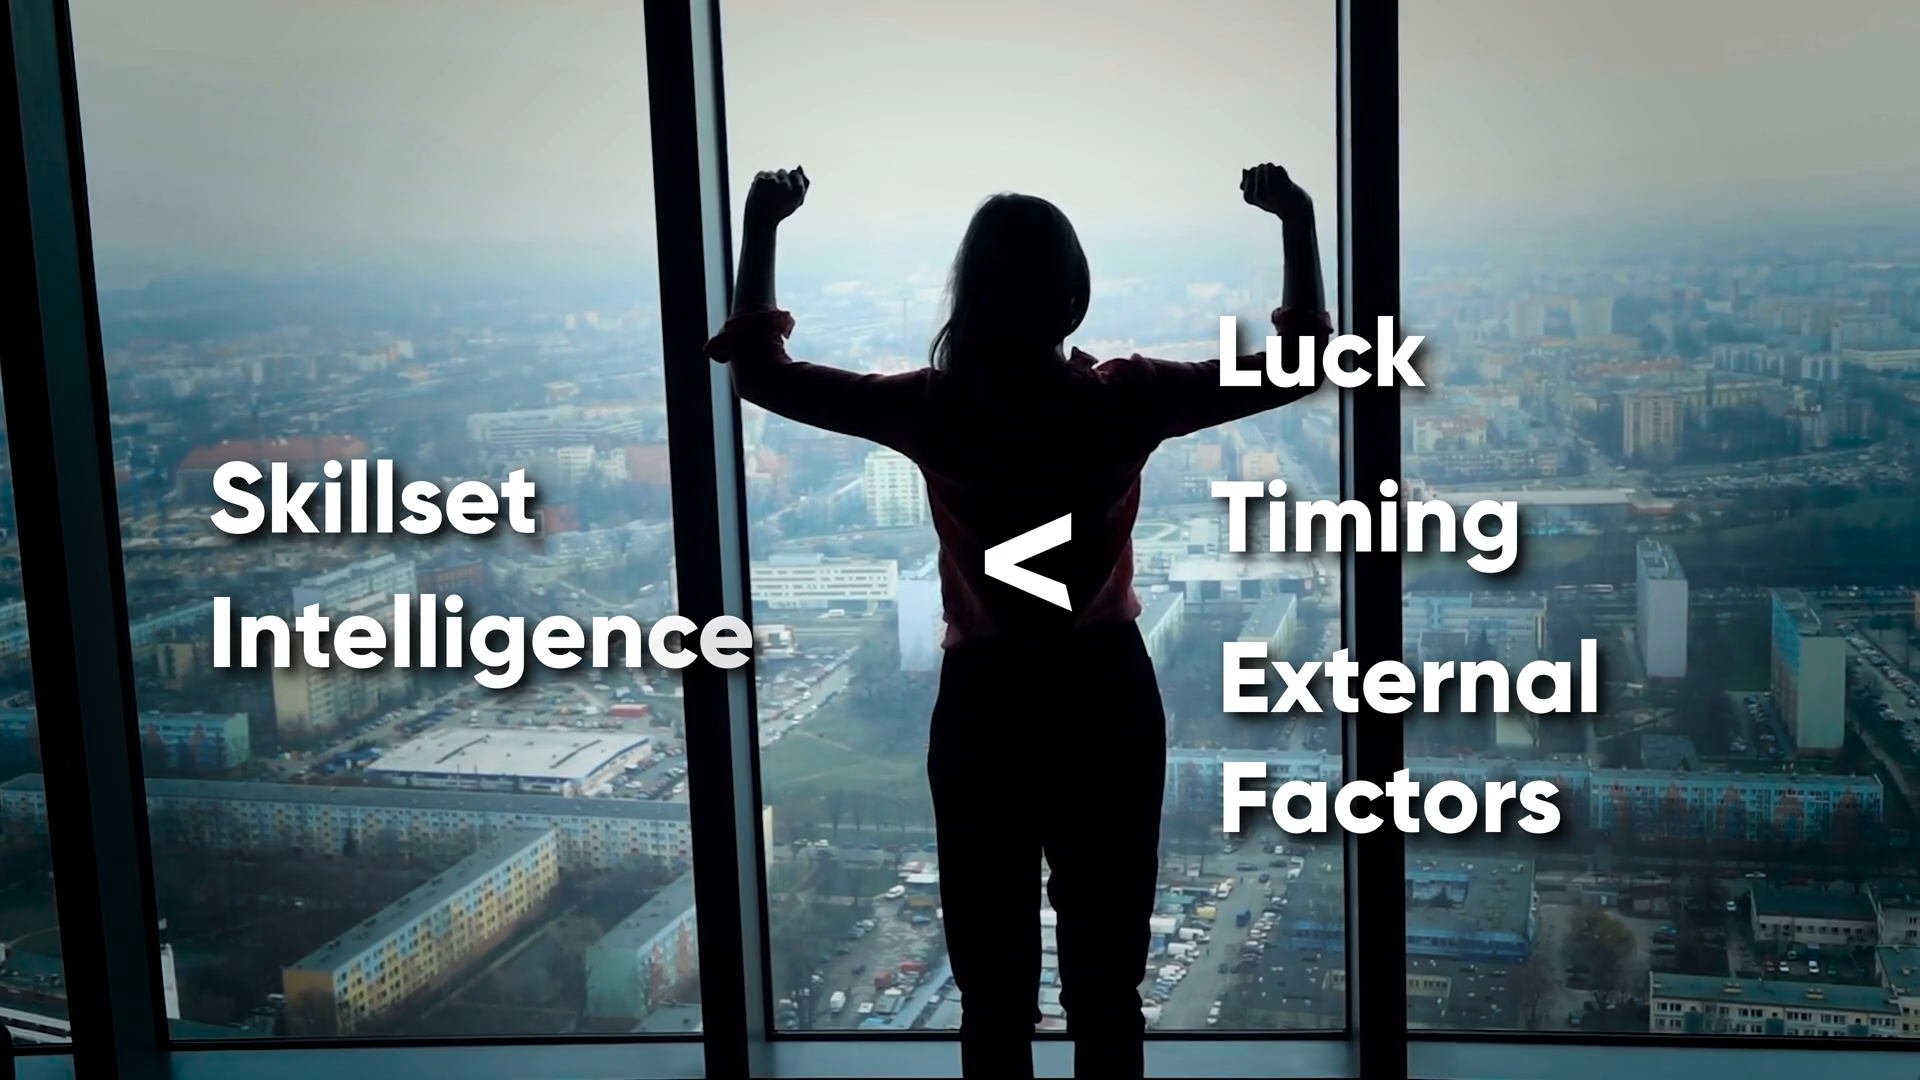 Skillset
Intelligence
<
Luck
Timing
External
Factors